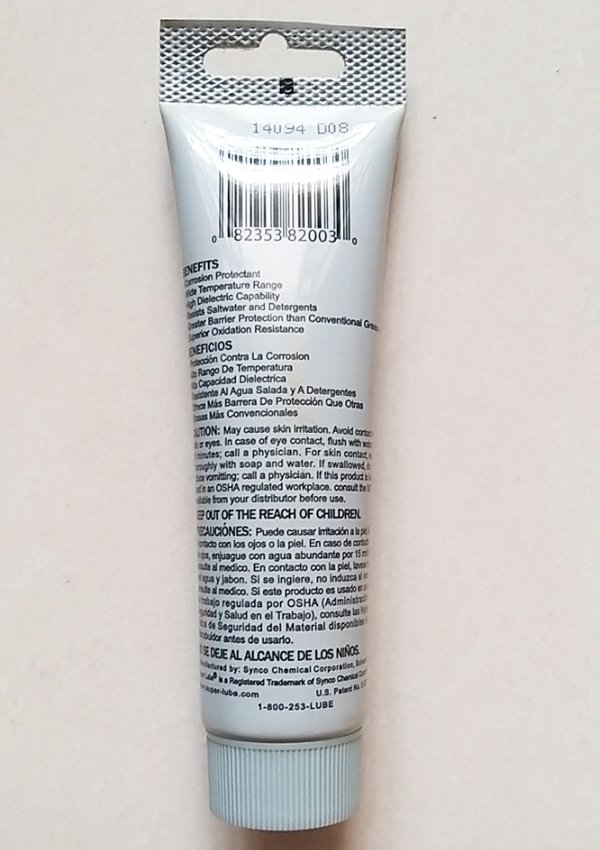 14094 D08
0 82353 82003 0
BENEFITS
Corrosion Protectant
Wide Temperature Range
High Dielectric Capability
Resists Saltwater and Detergents
Greater Barrier Protection than Conventional Grease
Superior Oxidation Resistance
BENEFICIOS
Protección Contra La Corrosion
Alto Rango De Temperatura
Alta Capacidad Dielectrica
Resistente Al Agua Salada y A Detergentes
Ofrece Más Barrera De Protección Que Otras
Grasas Más Convencionales
CAUTION: May cause skin irritation. Avoid contact
or eyes. In case of eye contact, flush with
minutes; call a physician. For skin contact,
thoroughly with soap and water. If swallowed,
vomitting; call a physician. If this product is
in an OSHA regulated workplace. consult the
available from your distributor before use.
KEEP OUT OF THE REACH OF CHILDREN.
PRECAUCIÓNES: Puede causar irritación a la piel.
contacto con los ojos o la piel. En caso de contacto
ojos, enjuague con agua abundante por 15
consulte al medico. En contacto con la piel,
agua y jabon. Si se ingiere, no induzca el
consulte al medico. Si este producto es usado en
trabajo regulada por OSHA
Seguridad y Salud en el Trabajo), consulte las
de Seguridad del Material disponibles
distribuidor antes de usarlo.
NO SE DEJE AL ALCANCE DE LOS NIÑOS.
Manufactured by: Synco Chemical Corporation,
Super Lube® is a Registered Trademark of Synco Chemical
www.super-lube.com U.S. Patent No.
1-800-253-LUBE